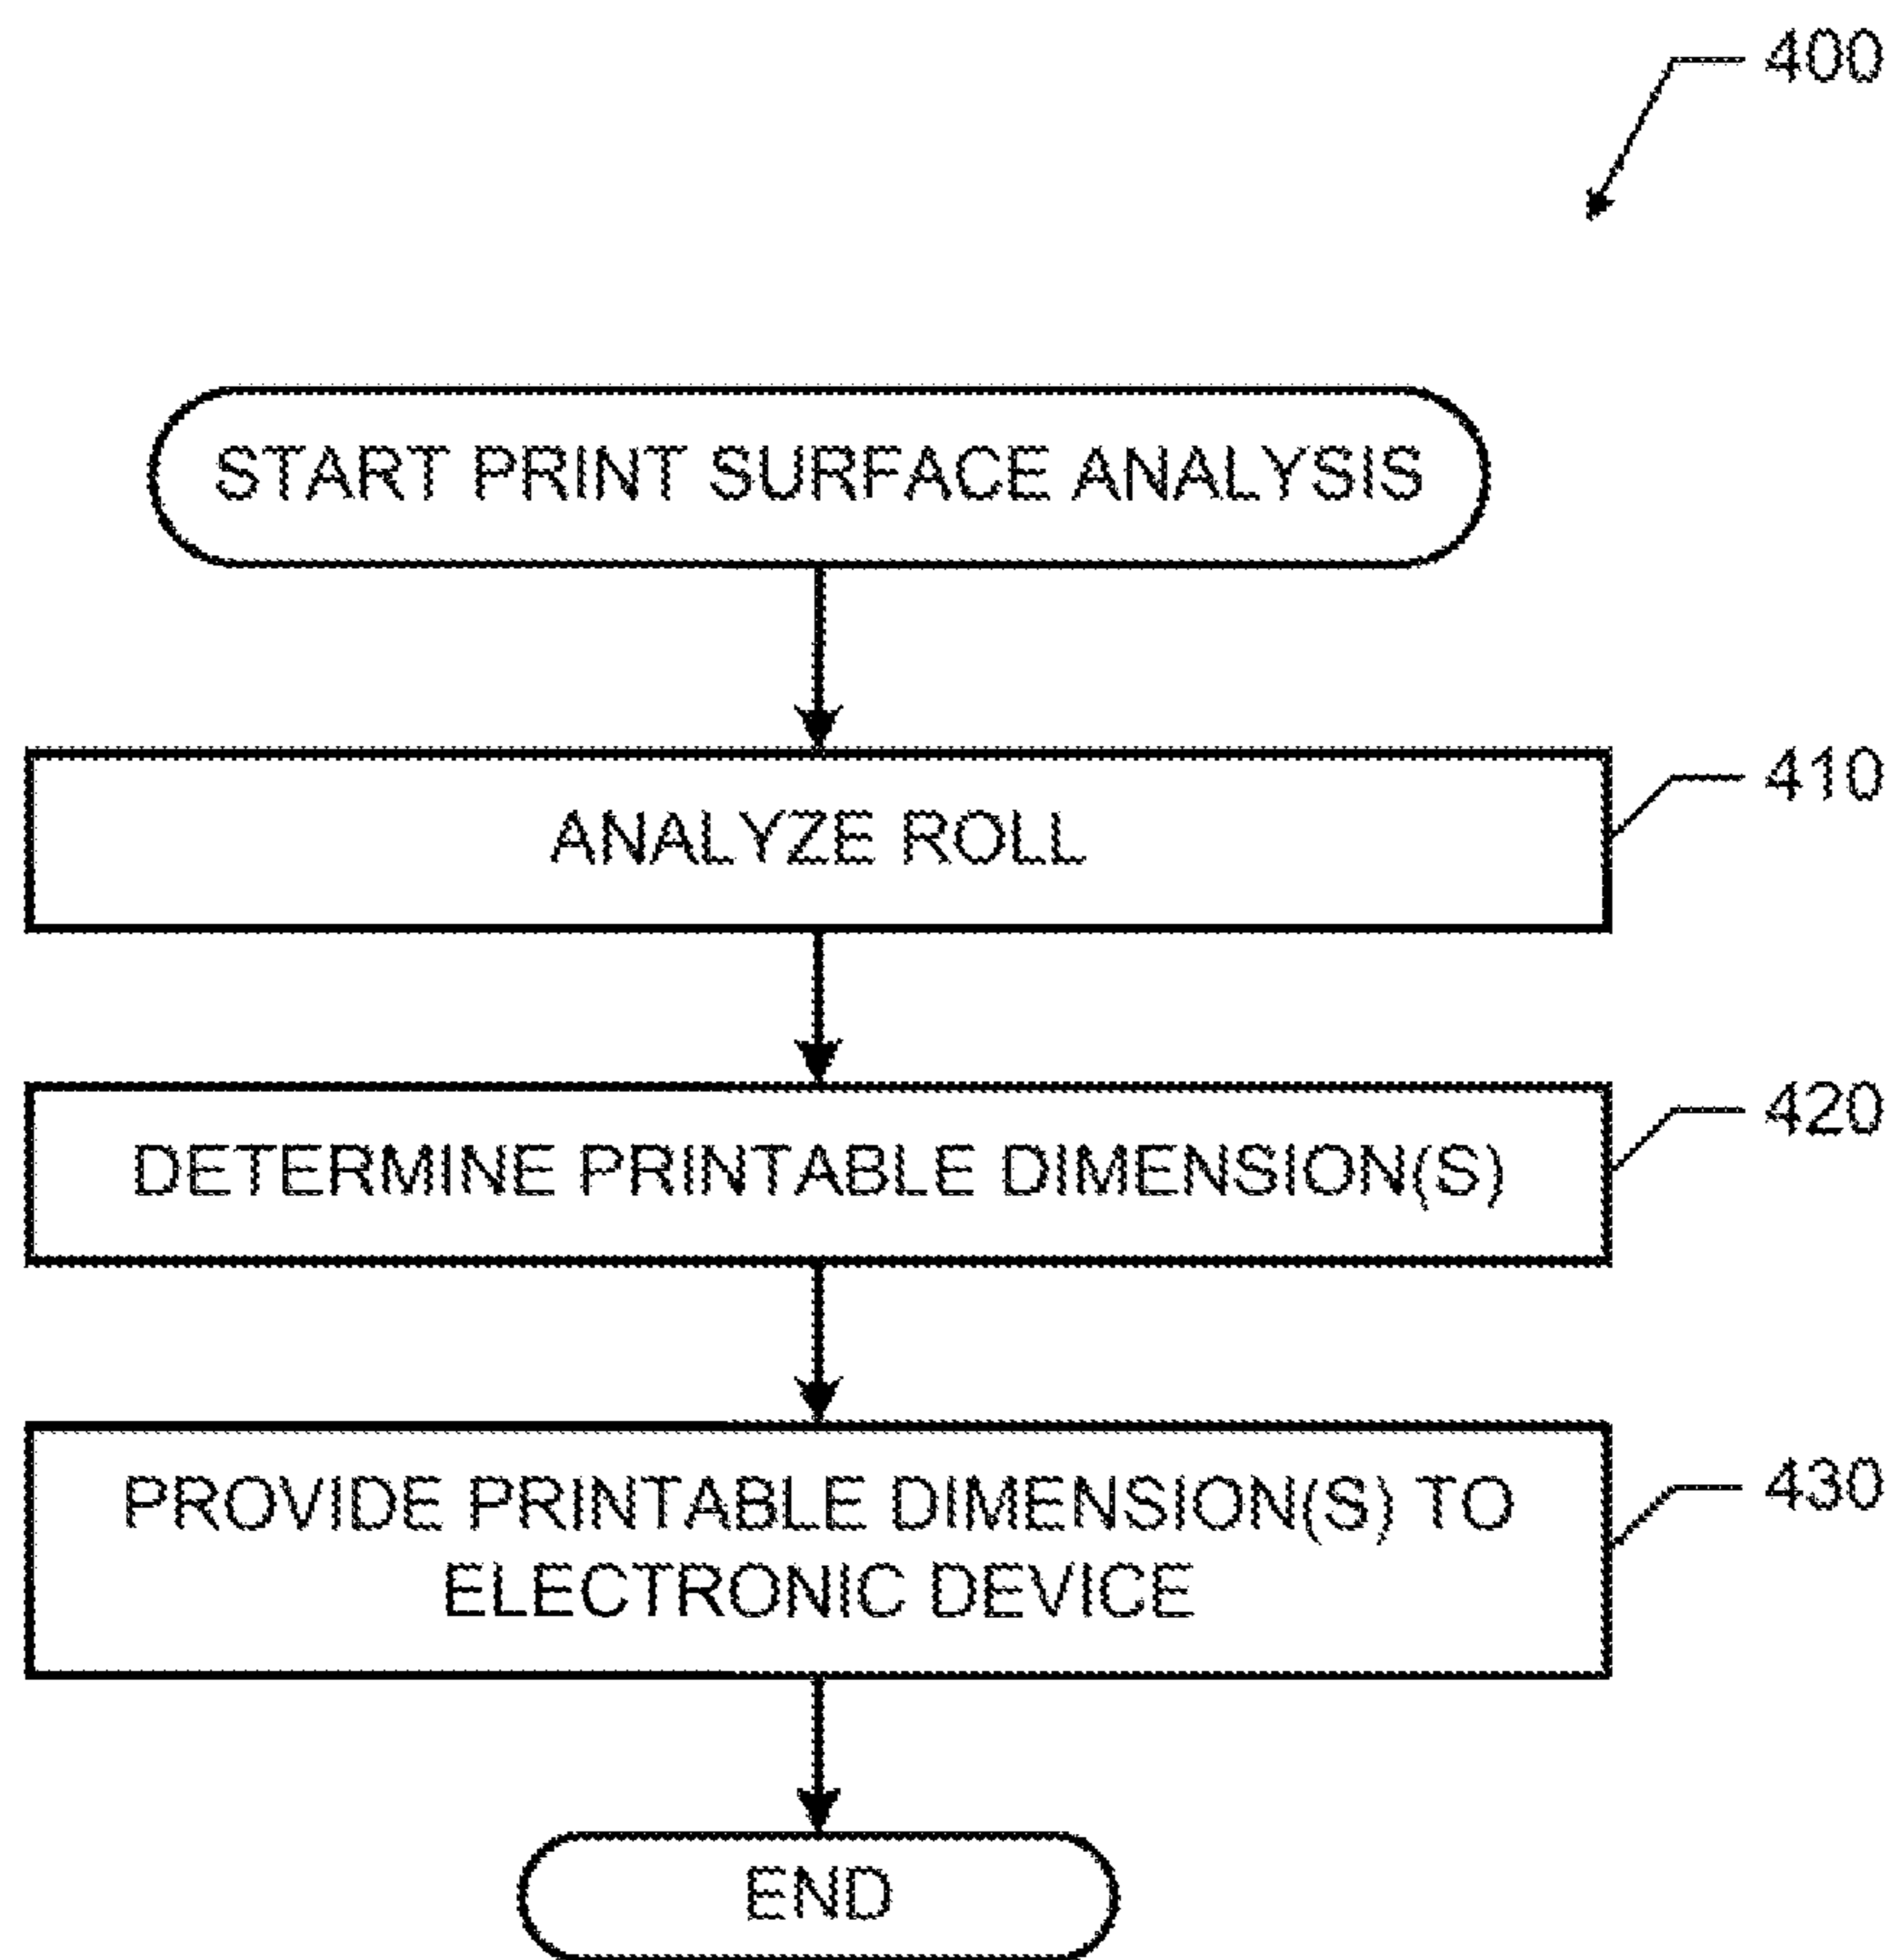 400
START PRINT SURFACE ANALYSIS
410
ANALYZE ROLL
420
DETERMINE PRINTABLE DIMENSION(S)
430
PROVIDE PRINTABLE DIMENSION(S) TO
ELECTRONIC DEVICE
END